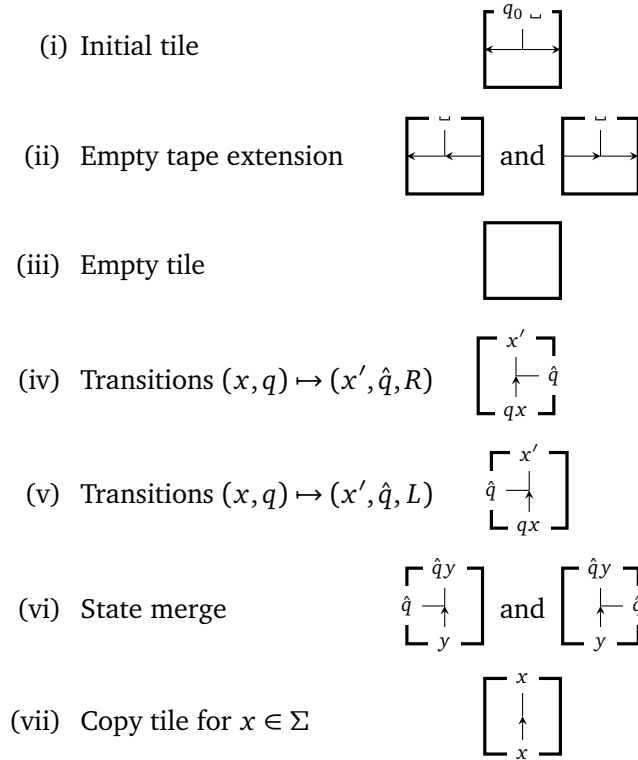 (i) Initial tile q₀ ␣
(ii) Empty tape extension ␣ and ␣
(iii) Empty tile
x′
(iv) Transitions (x, q) ↦ (x′, q̂, R) q̂
qx
x′
(v) Transitions (x, q) ↦ (x′, q̂, L) q̂
qx
q̂y q̂y
(vi) State merge q̂ and q̂
y y
x
(vii) Copy tile for x ∈ Σ
x